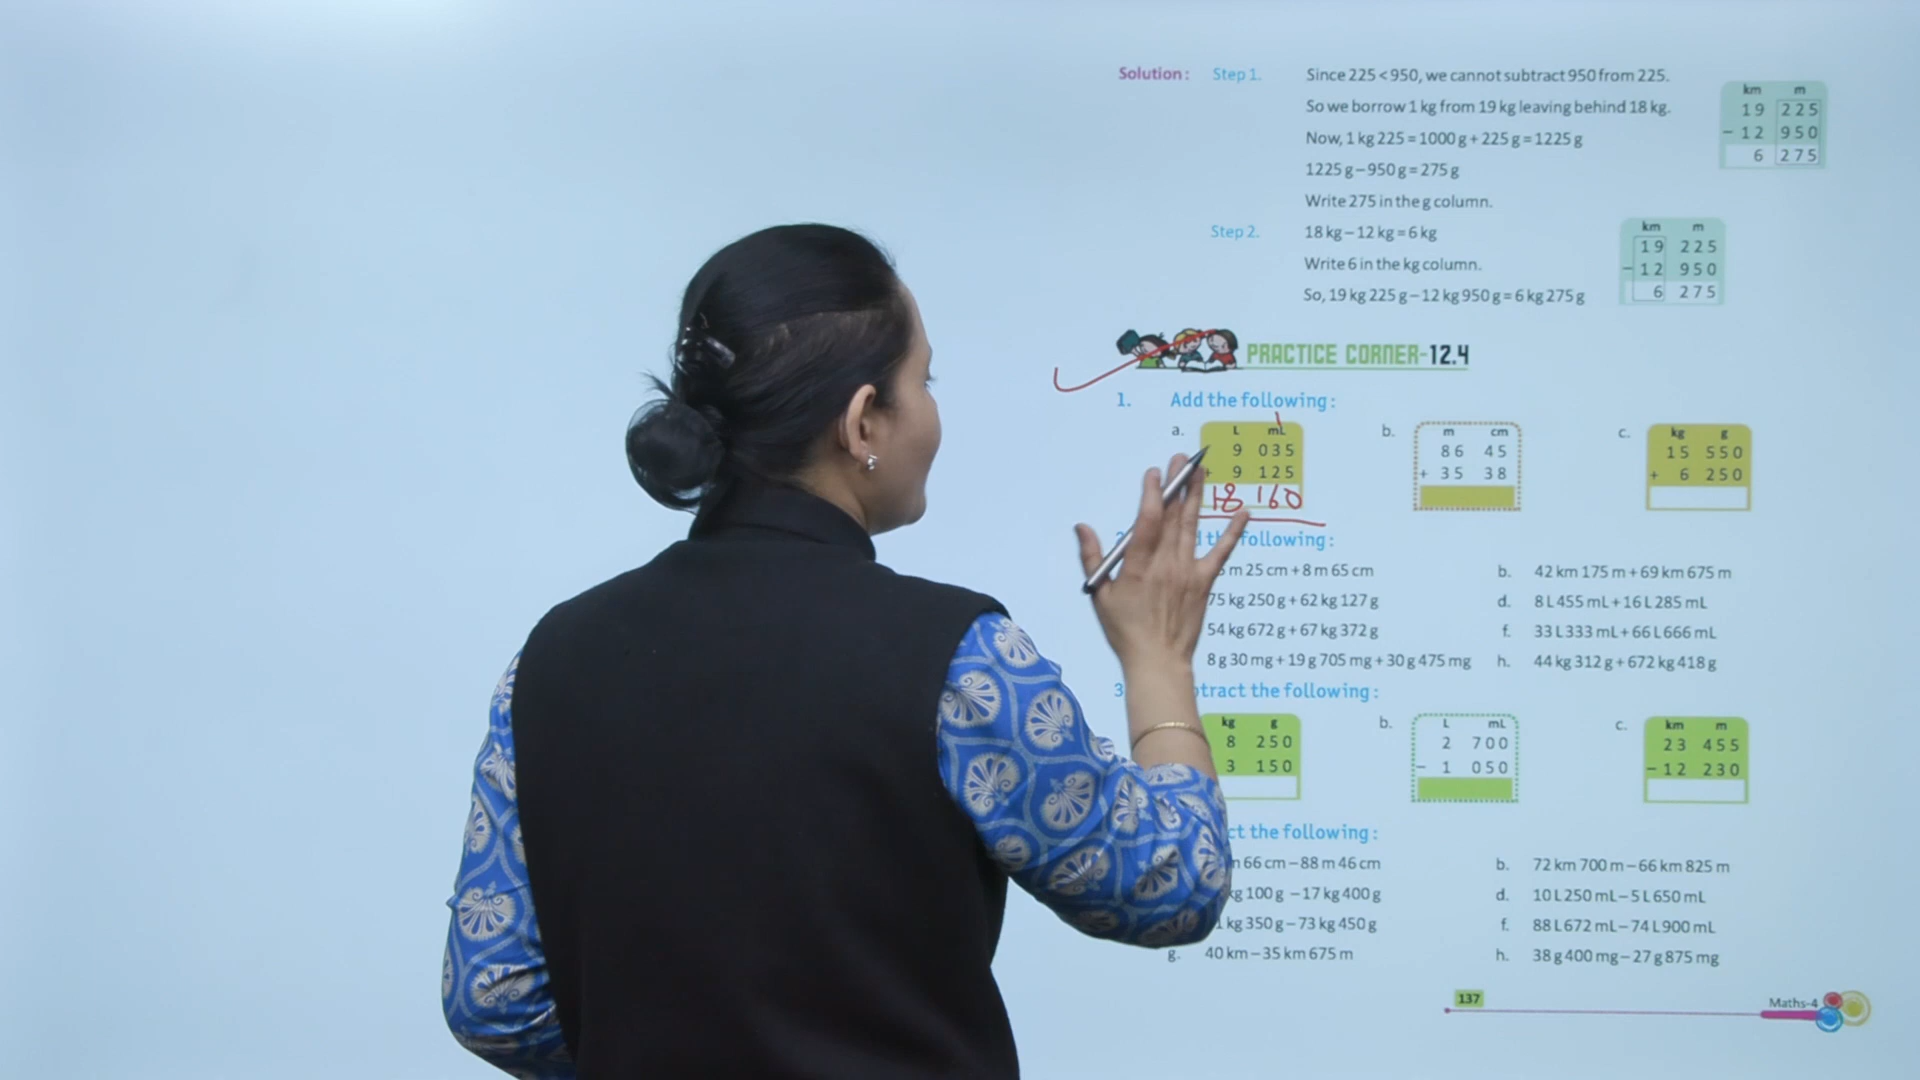 Solution: Step 1. Since 225 < 950, we cannot subtract 950 from 225.
So we borrow 1 kg from 19 kg leaving behind 18 kg.
Now, 1 kg 225 = 1000 g + 225 g = 1225 g
1225 g – 950 g = 275 g
Write 275 in the g column.
km m
19 225
– 12 950
6 275
Step 2. 18 kg – 12 kg = 6 kg
Write 6 in the kg column.
So, 19 kg 225 g – 12 kg 950 g = 6 kg 275 g
km m
19 225
– 12 950
6 275
PRACTICE CORNER-12.4
1. Add the following:
a. L mL
1
9 035
+ 9 125
18 160
b. m cm
86 45
+ 35 38
c. kg g
15 550
+ 6 250
following:
m 25 cm + 8 m 65 cm
b. 42 km 175 m + 69 km 675 m
75 kg 250 g + 62 kg 127 g
d. 8 L 455 mL + 16 L 285 mL
54 kg 672 g + 67 kg 372 g
f. 33 L 333 mL + 66 L 666 mL
8 g 30 mg + 19 g 705 mg + 30 g 475 mg
h. 44 kg 312 g + 672 kg 418 g
3 tract the following:
kg g
8 250
3 150
b. L mL
2 700
– 1 050
c. km m
23 455
– 12 230
ct the following:
66 cm – 88 m 46 cm
b. 72 km 700 m – 66 km 825 m
kg 100 g – 17 kg 400 g
d. 10 L 250 mL – 5 L 650 mL
1 kg 350 g – 73 kg 450 g
f. 88 L 672 mL – 74 L 900 mL
g. 40 km – 35 km 675 m
h. 38 g 400 mg – 27 g 875 mg
137
Maths-4